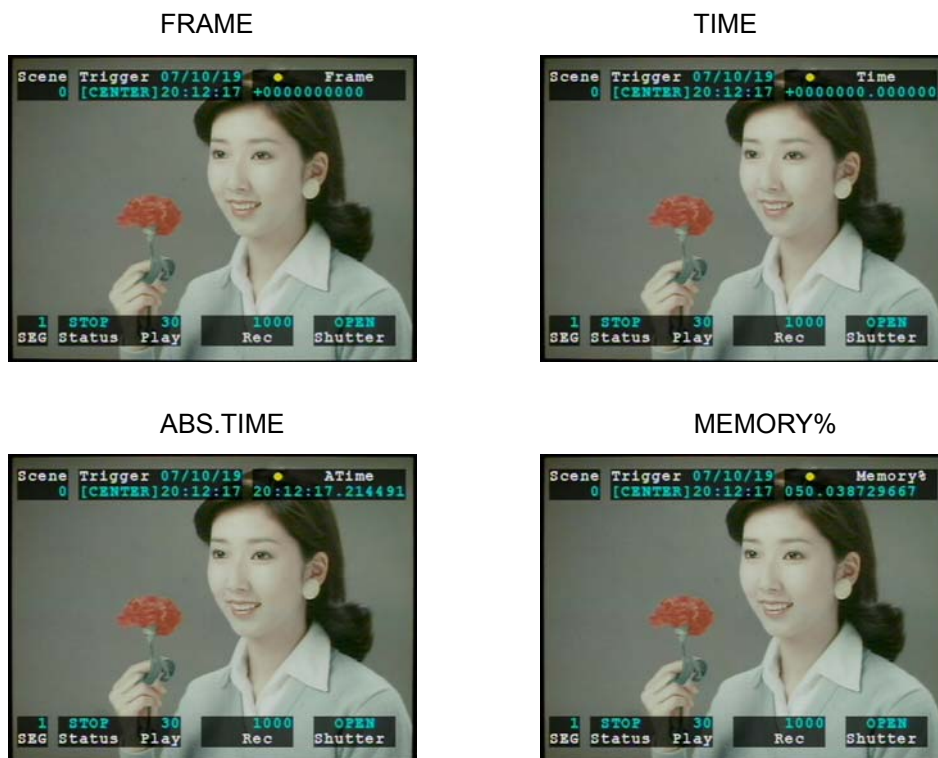 FRAME
TIME
Scene Trigger 07/10/19 Frame
0 [CENTER]20:12:17 +0000000000
1 STOP 30 1000 OPEN
SEG Status Play Rec Shutter
Scene Trigger 07/10/19 Time
0 [CENTER]20:12:17 +0000000.000000
1 STOP 30 1000 OPEN
SEG Status Play Rec Shutter
ABS.TIME
MEMORY%
Scene Trigger 07/10/19 ATime
0 [CENTER]20:12:17 20:12:17.214491
1 STOP 30 1000 OPEN
SEG Status Play Rec Shutter
Scene Trigger 07/10/19 Memory%
0 [CENTER]20:12:17 050.038729667
1 STOP 30 1000 OPEN
SEG Status Play Rec Shutter